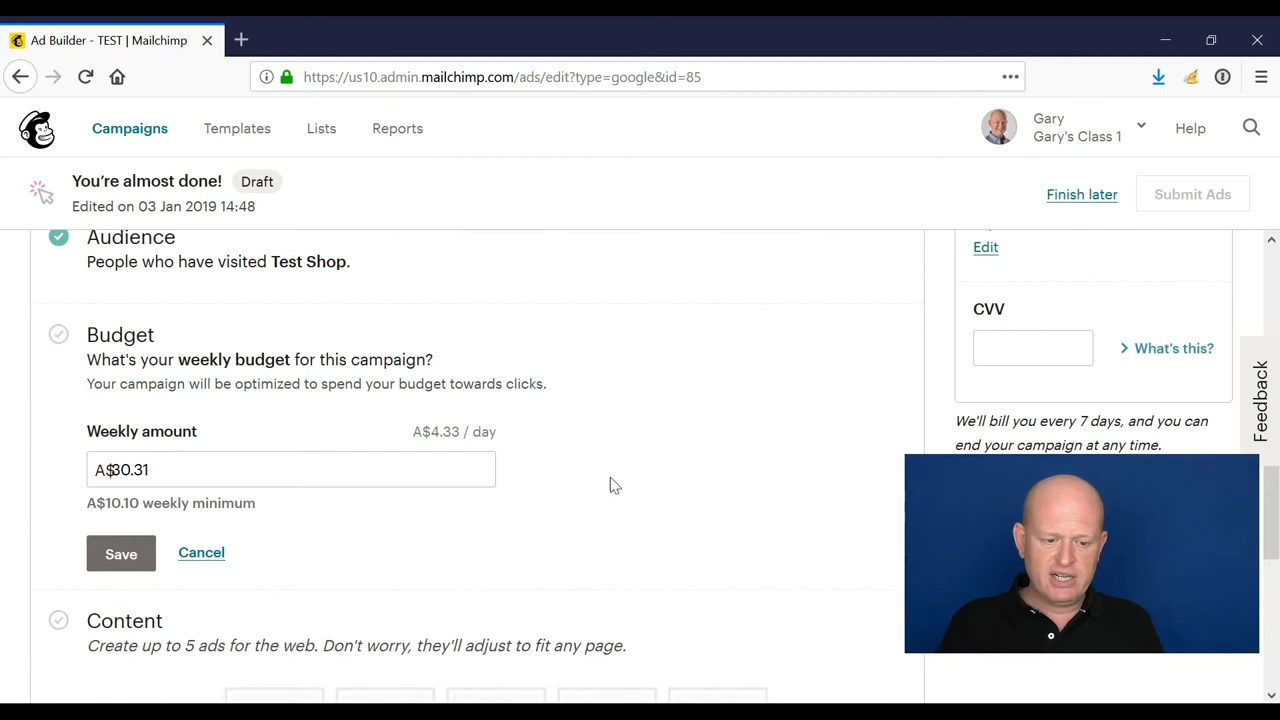 Ad Builder - TEST | Mailchimp
https://us10.admin.mailchimp.com/ads/edit?type=google&id=85
Campaigns
Templates
Lists
Reports
Gary
Gary's Class 1
Help
You're almost done!
Draft
Edited on 03 Jan 2019 14:48
Finish later
Submit Ads
Audience
People who have visited Test Shop.
Edit
CVV
What's this?
We'll bill you every 7 days, and you can
end your campaign at any time.
Feedback
Budget
What's your weekly budget for this campaign?
Your campaign will be optimized to spend your budget towards clicks.
Weekly amount
A$4.33 / day
A$30.31
A$10.10 weekly minimum
Save
Cancel
Content
Create up to 5 ads for the web. Don't worry, they'll adjust to fit any page.